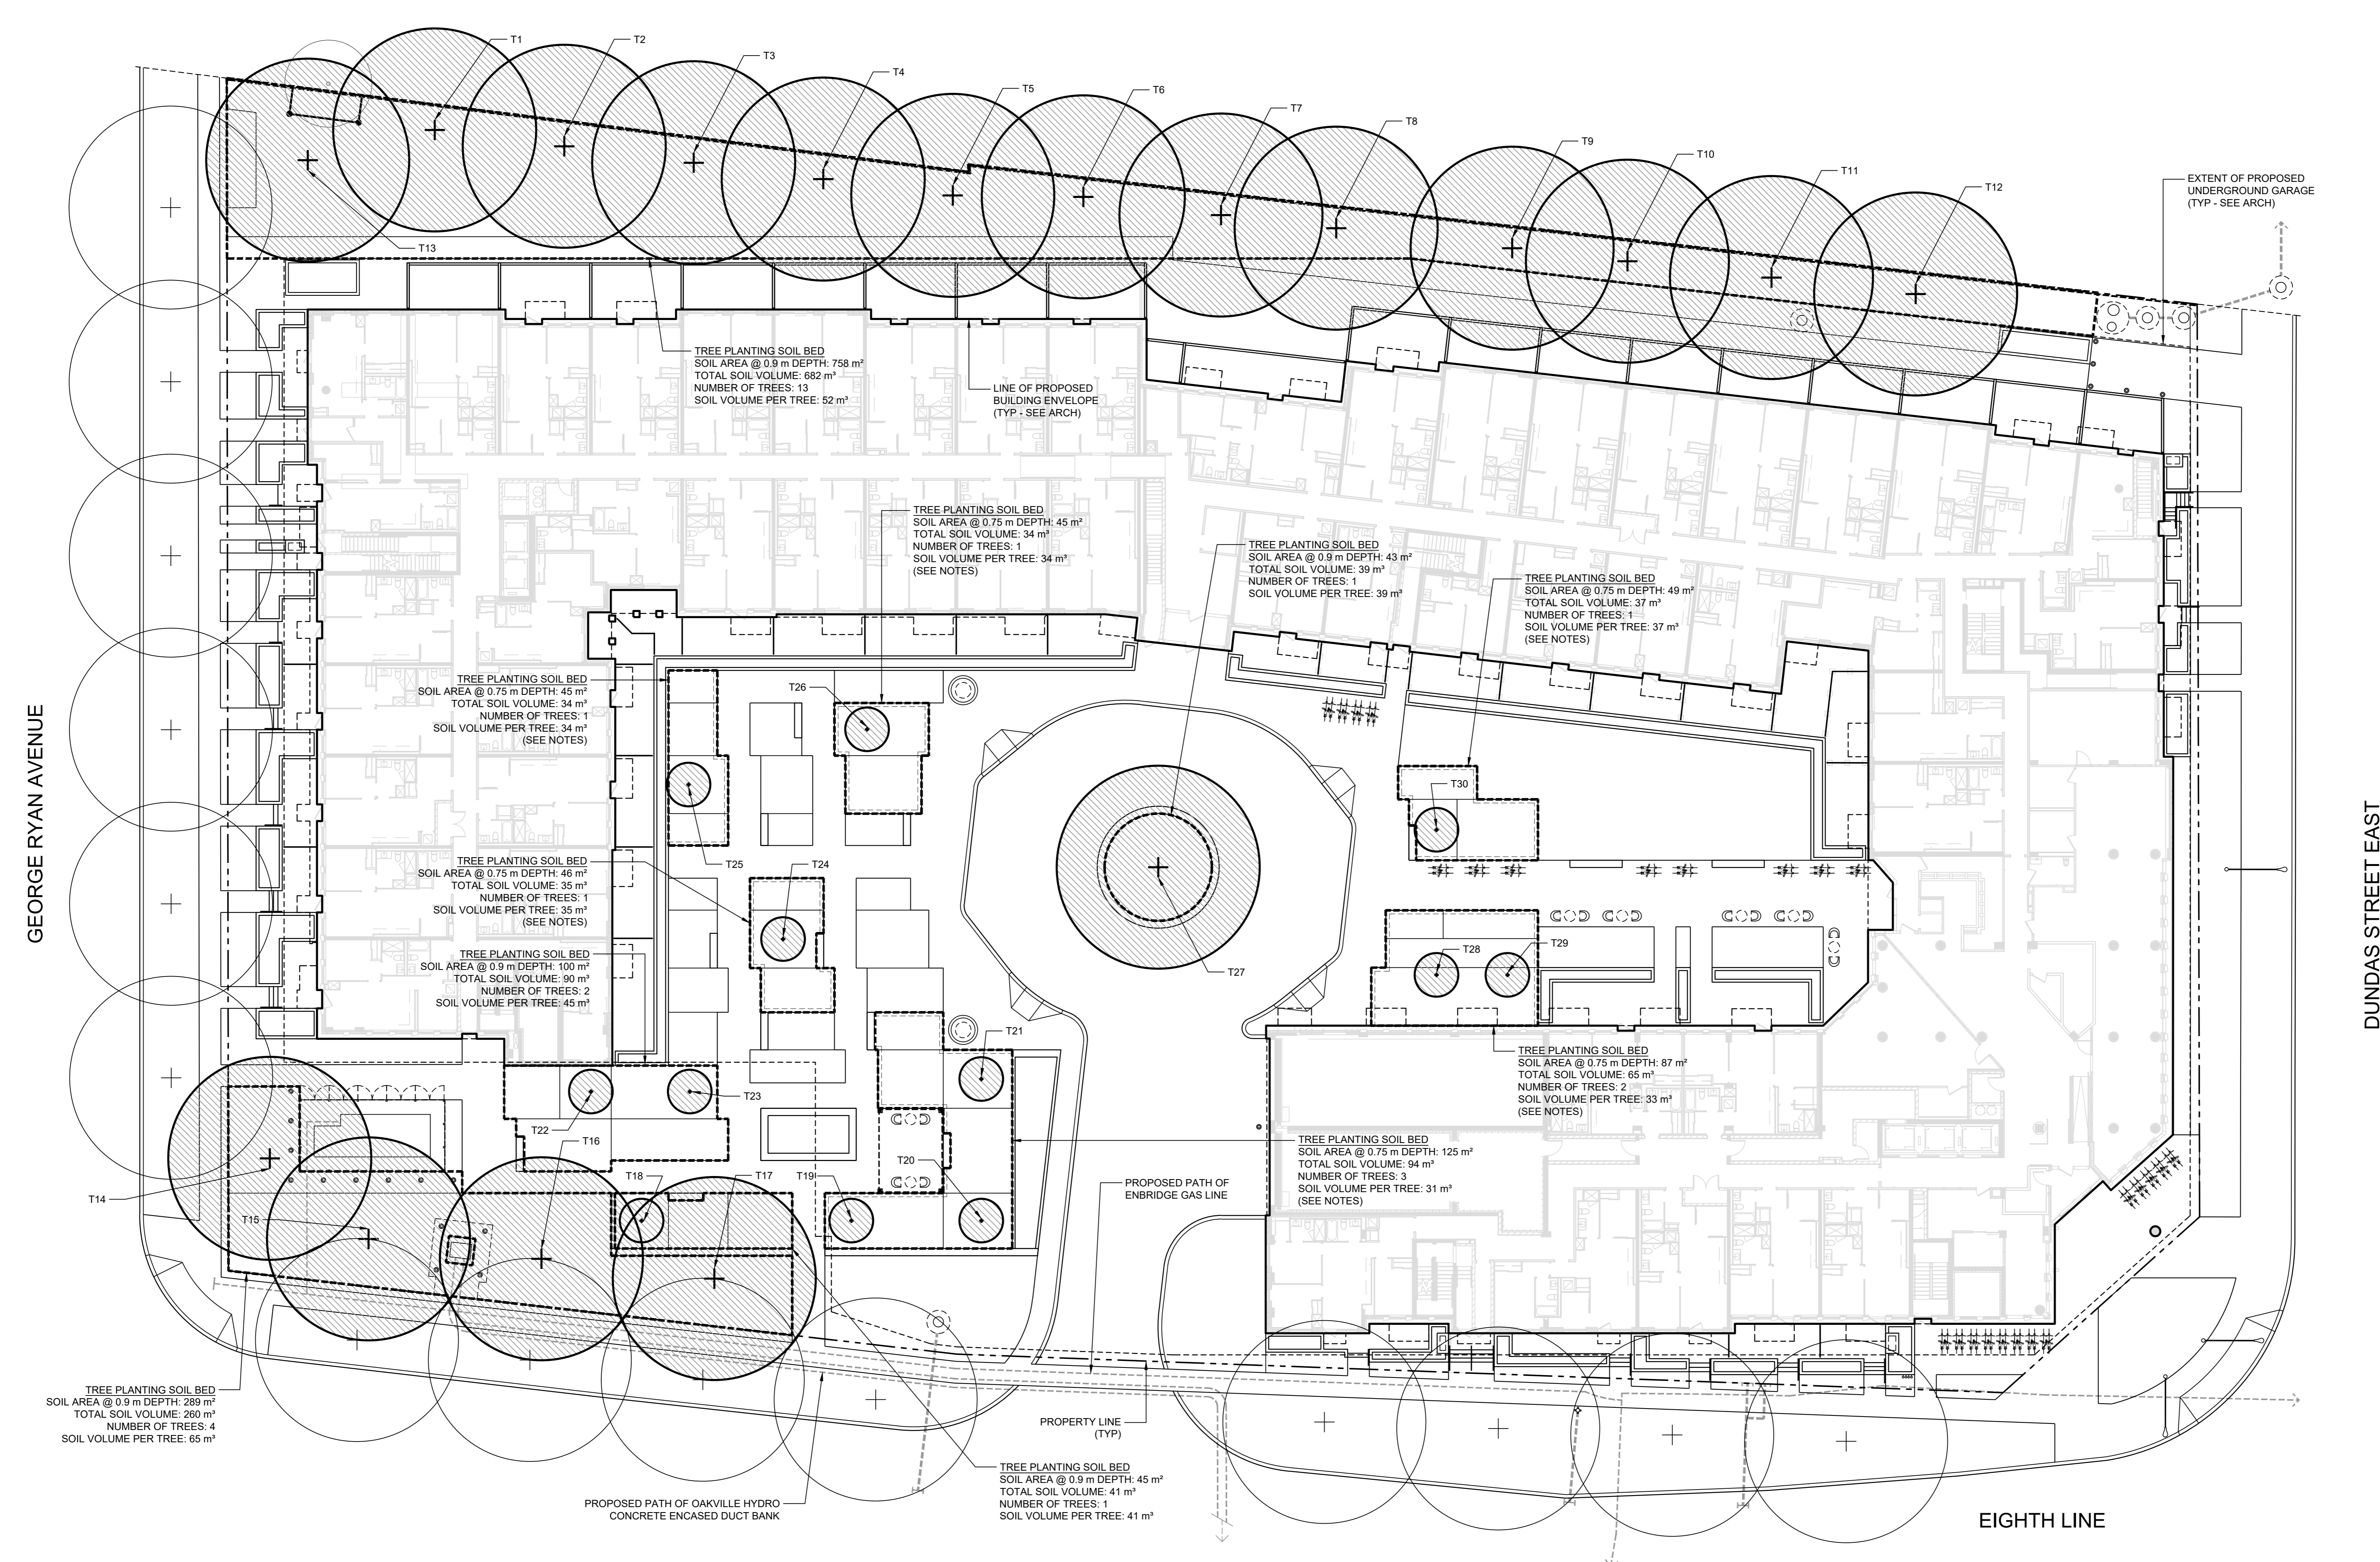 T1
T2
T3
T4
T5
T6
T7
T8
T9
T10
T11
T12
EXTENT OF PROPOSED
UNDERGROUND GARAGE
(TYP - SEE ARCH)
T13
TREE PLANTING SOIL BED
SOIL AREA @ 0.9 m DEPTH: 758 m²
TOTAL SOIL VOLUME: 682 m³
NUMBER OF TREES: 13
SOIL VOLUME PER TREE: 52 m³
LINE OF PROPOSED
BUILDING ENVELOPE
(TYP - SEE ARCH)
TREE PLANTING SOIL BED
SOIL AREA @ 0.75 m DEPTH: 45 m²
TOTAL SOIL VOLUME: 34 m³
NUMBER OF TREES: 1
SOIL VOLUME PER TREE: 34 m³
(SEE NOTES)
TREE PLANTING SOIL BED
SOIL AREA @ 0.9 m DEPTH: 43 m²
TOTAL SOIL VOLUME: 39 m³
NUMBER OF TREES: 1
SOIL VOLUME PER TREE: 39 m³
TREE PLANTING SOIL BED
SOIL AREA @ 0.75 m DEPTH: 49 m²
TOTAL SOIL VOLUME: 37 m³
NUMBER OF TREES: 1
SOIL VOLUME PER TREE: 37 m³
(SEE NOTES)
TREE PLANTING SOIL BED
SOIL AREA @ 0.75 m DEPTH: 45 m²
TOTAL SOIL VOLUME: 34 m³
NUMBER OF TREES: 1
SOIL VOLUME PER TREE: 34 m³
(SEE NOTES)
T26
T30
GEORGE RYAN AVENUE
DUNDAS STREET EAST
TREE PLANTING SOIL BED
SOIL AREA @ 0.75 m DEPTH: 46 m²
TOTAL SOIL VOLUME: 35 m³
NUMBER OF TREES: 1
SOIL VOLUME PER TREE: 35 m³
(SEE NOTES)
T25
T24
TREE PLANTING SOIL BED
SOIL AREA @ 0.9 m DEPTH: 100 m²
TOTAL SOIL VOLUME: 90 m³
NUMBER OF TREES: 2
SOIL VOLUME PER TREE: 45 m³
T27
T28
T29
T21
TREE PLANTING SOIL BED
SOIL AREA @ 0.75 m DEPTH: 87 m²
TOTAL SOIL VOLUME: 65 m³
NUMBER OF TREES: 2
SOIL VOLUME PER TREE: 33 m³
(SEE NOTES)
T23
T22
T16
TREE PLANTING SOIL BED
SOIL AREA @ 0.75 m DEPTH: 125 m²
TOTAL SOIL VOLUME: 94 m³
NUMBER OF TREES: 3
SOIL VOLUME PER TREE: 31 m³
(SEE NOTES)
T20
T18
T17
T19
T14
T15
PROPOSED PATH OF
ENBRIDGE GAS LINE
TREE PLANTING SOIL BED
SOIL AREA @ 0.9 m DEPTH: 289 m²
TOTAL SOIL VOLUME: 260 m³
NUMBER OF TREES: 4
SOIL VOLUME PER TREE: 65 m³
PROPERTY LINE
(TYP)
TREE PLANTING SOIL BED
SOIL AREA @ 0.9 m DEPTH: 45 m²
TOTAL SOIL VOLUME: 41 m³
NUMBER OF TREES: 1
SOIL VOLUME PER TREE: 41 m³
PROPOSED PATH OF OAKVILLE HYDRO
CONCRETE ENCASED DUCT BANK
EIGHTH LINE